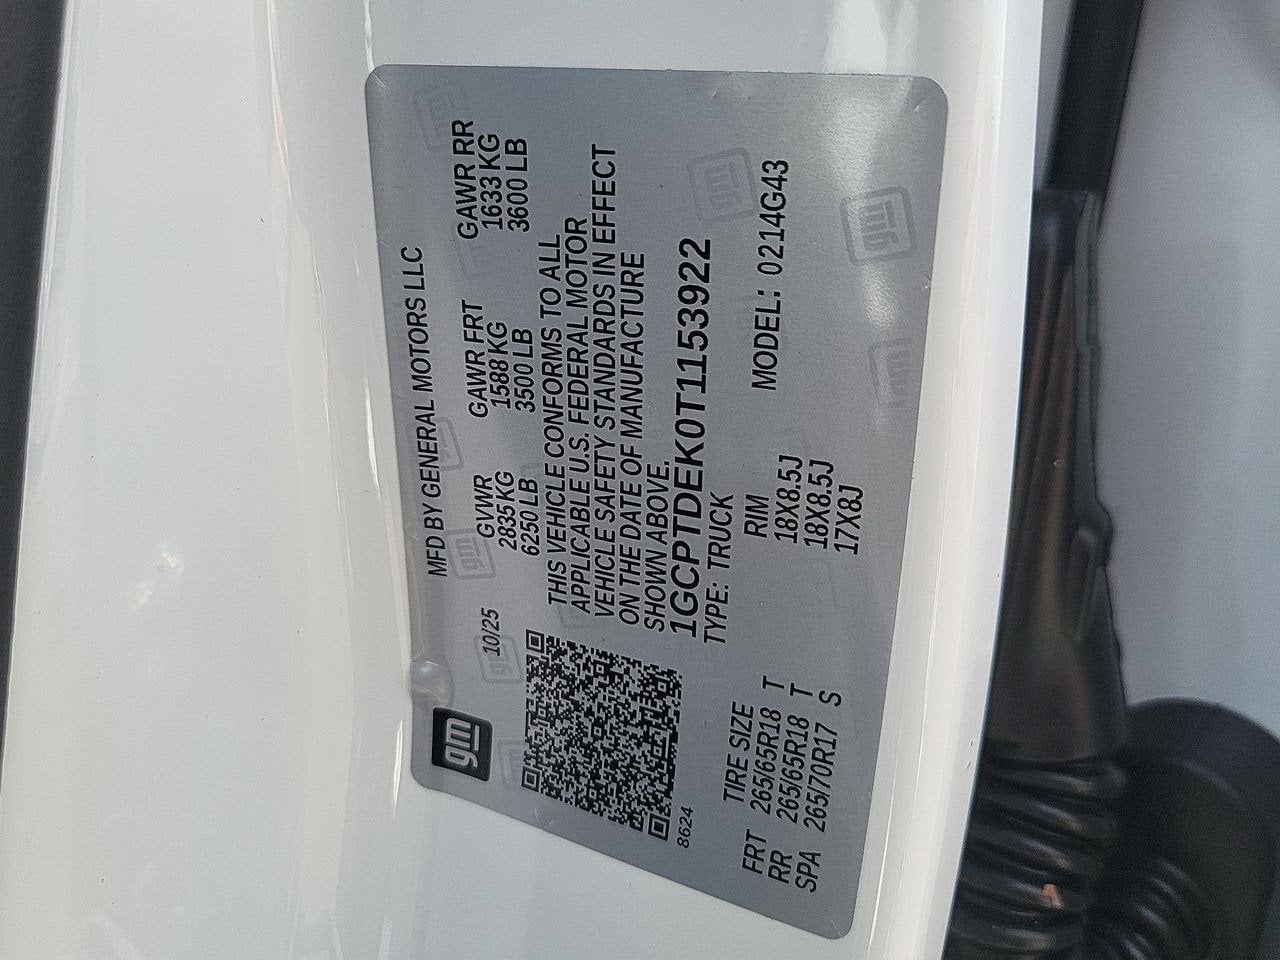 gm
MFD BY GENERAL MOTORS LLC
10/25
GVWR GAWR FRT GAWR RR
2835 KG 1588 KG 1633 KG
6250 LB 3500 LB 3600 LB
THIS VEHICLE CONFORMS TO ALL
APPLICABLE U.S. FEDERAL MOTOR
VEHICLE SAFETY STANDARDS IN EFFECT
ON THE DATE OF MANUFACTURE
SHOWN ABOVE.
1GCPTDEK0T1153922
TYPE: TRUCK
8624
MODEL: 0214G43
TIRE SIZE RIM
FRT 265/65R18 T 18X8.5J
RR 265/65R18 T 18X8.5J
SPA 265/70R17 S 17X8J